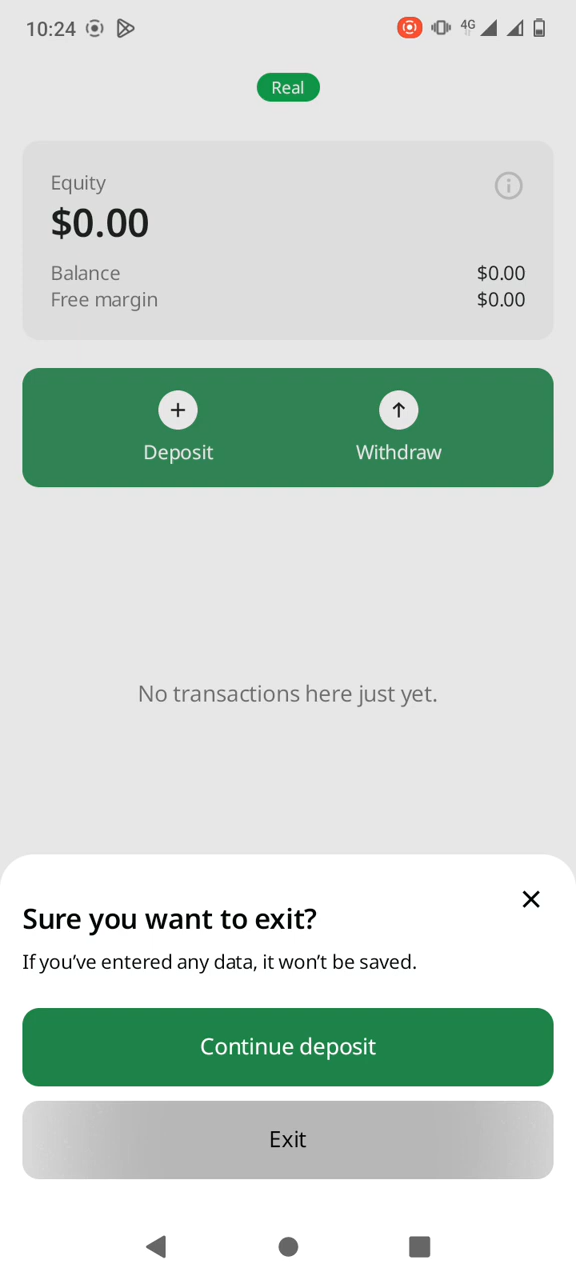 10:24
4G
Real
Equity
$0.00
Balance $0.00
Free margin $0.00
Deposit Withdraw
No transactions here just yet.
Sure you want to exit?
If you’ve entered any data, it won’t be saved.
Continue deposit
Exit